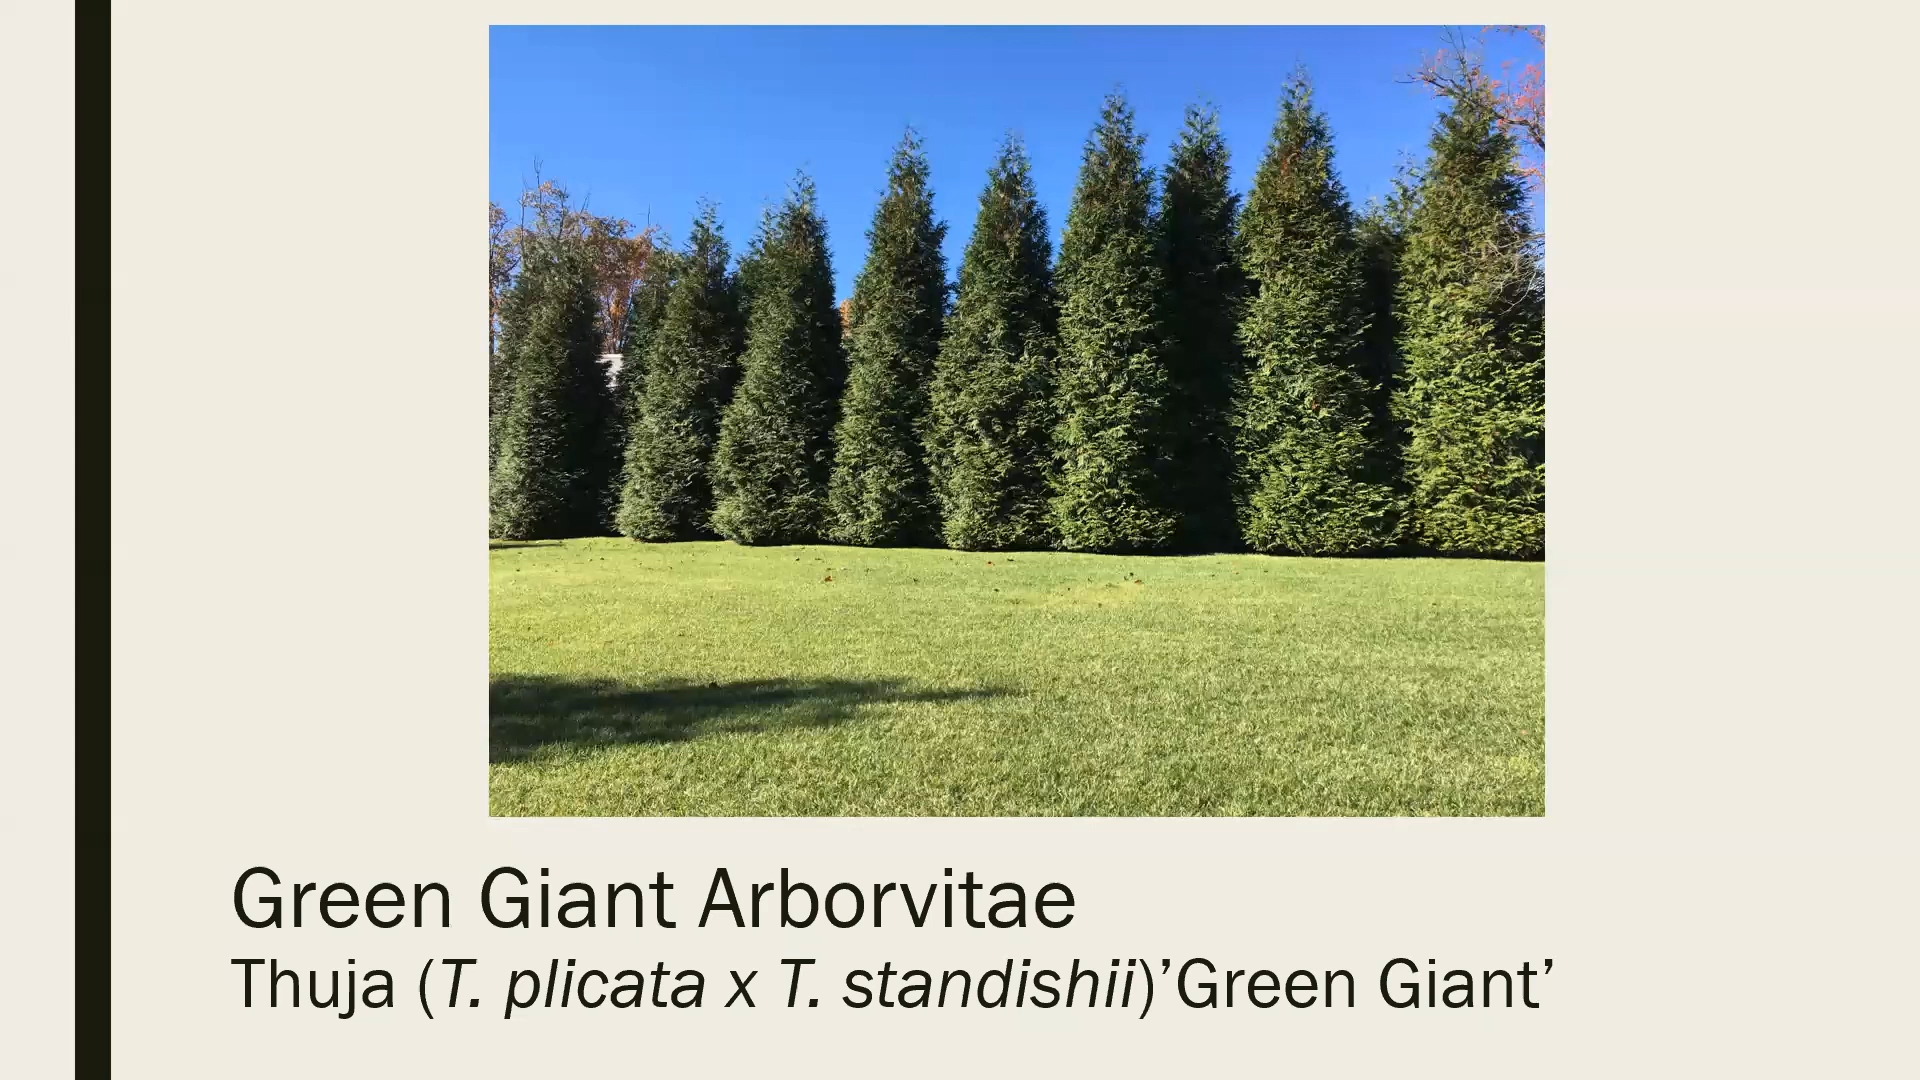 Green Giant Arborvitae
Thuja (T. plicata x T. standishii)’Green Giant’